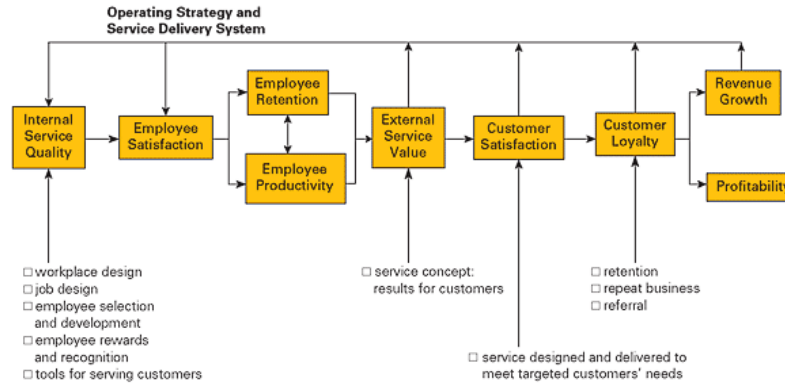 Operating Strategy and
Service Delivery System
Internal
Service
Quality
Employee
Satisfaction
Employee
Retention
Employee
Productivity
External
Service
Value
Customer
Satisfaction
Customer
Loyalty
Revenue
Growth
Profitability
□ workplace design
□ job design
□ employee selection
and development
□ employee rewards
and recognition
□ tools for serving customers
□ service concept:
results for customers
□ service designed and delivered to
meet targeted customers' needs
□ retention
□ repeat business
□ referral